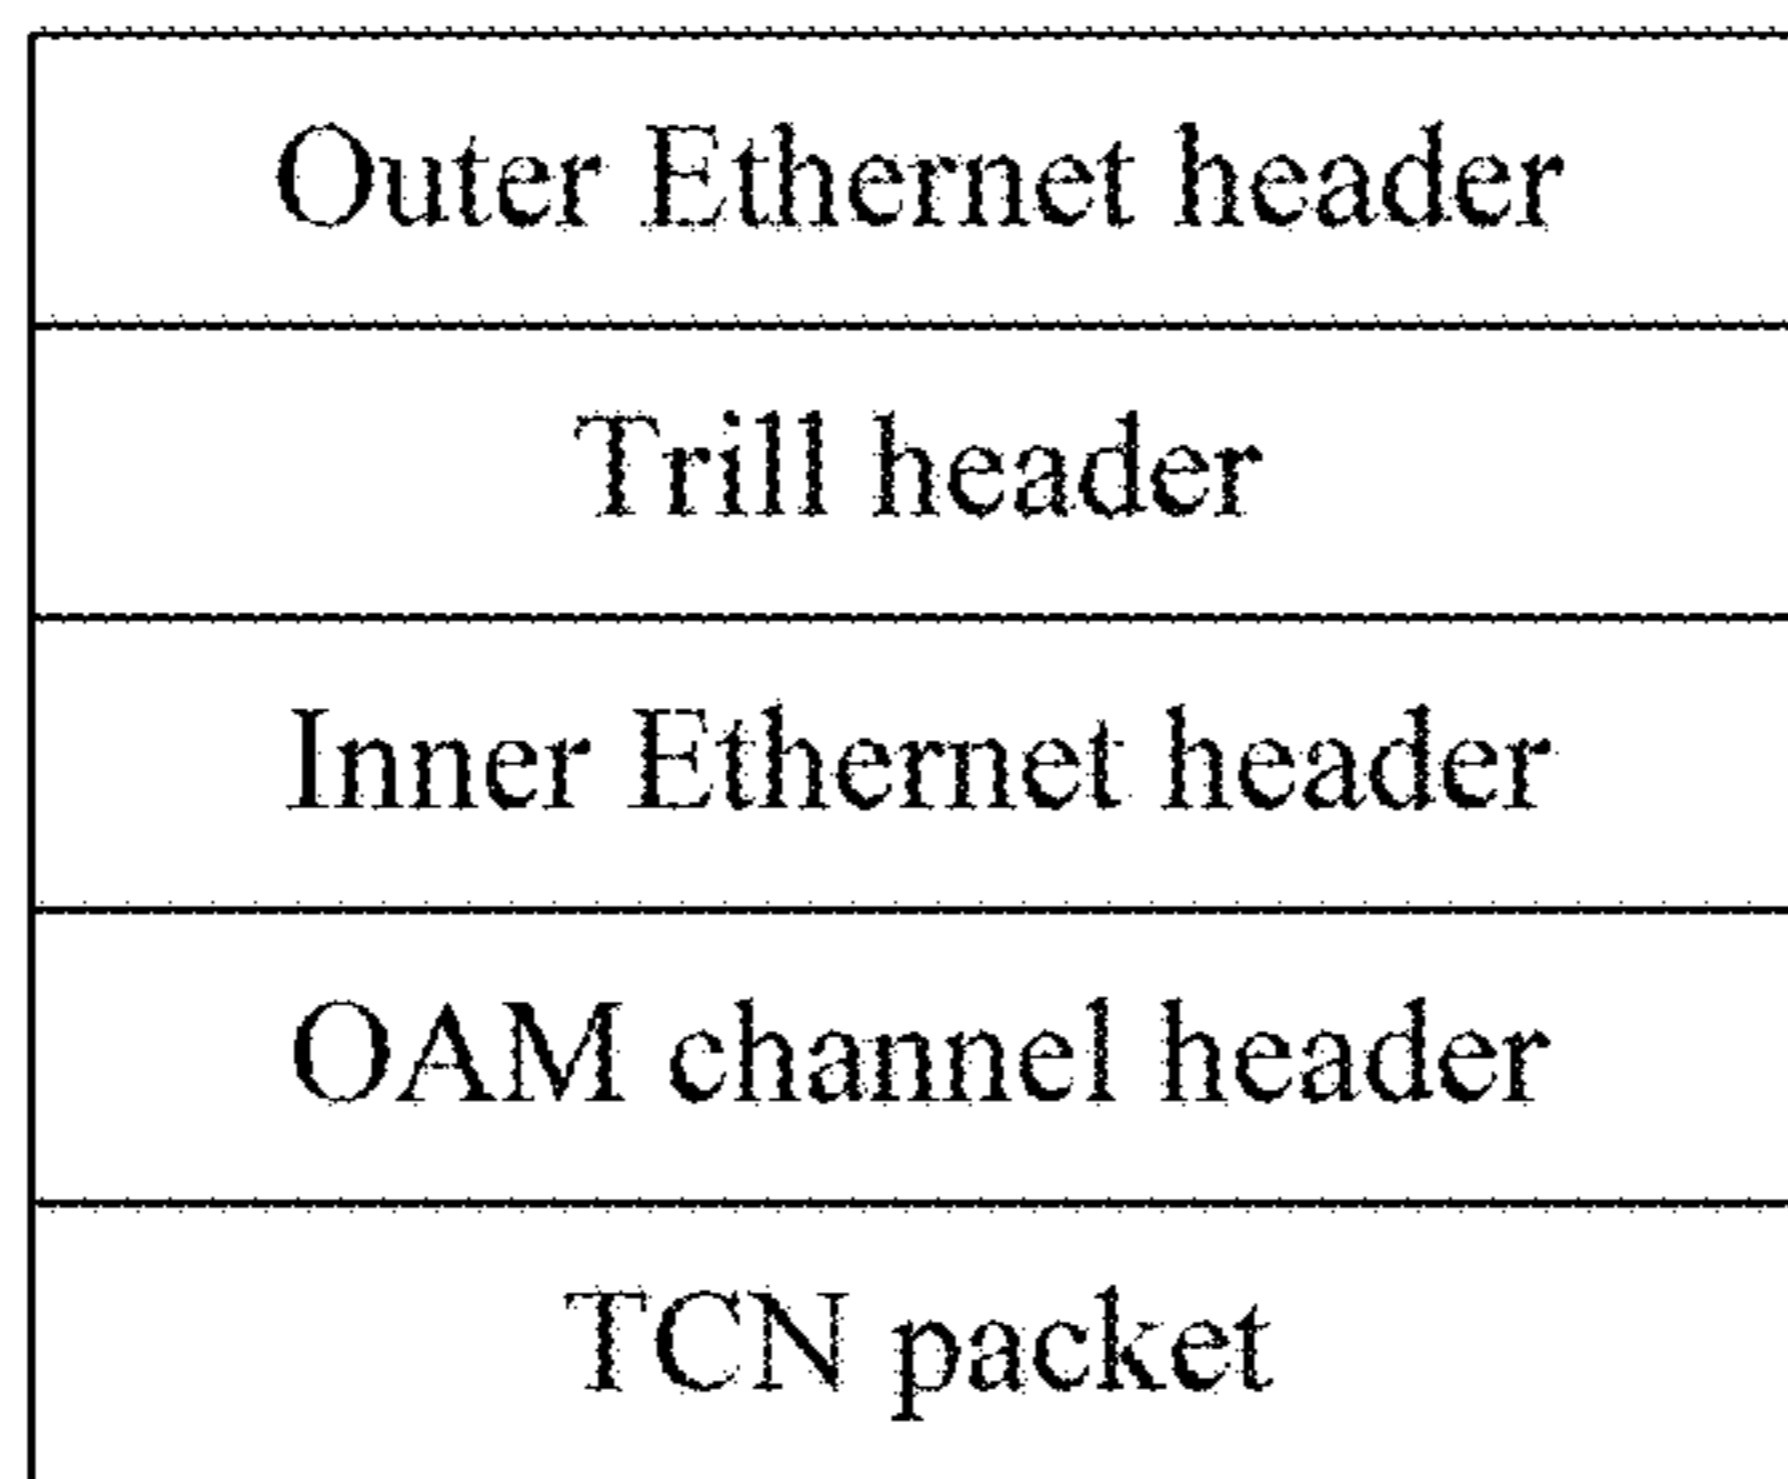 Outer Ethernet header
Trill header
Inner Ethernet header
OAM channel header
TCN packet